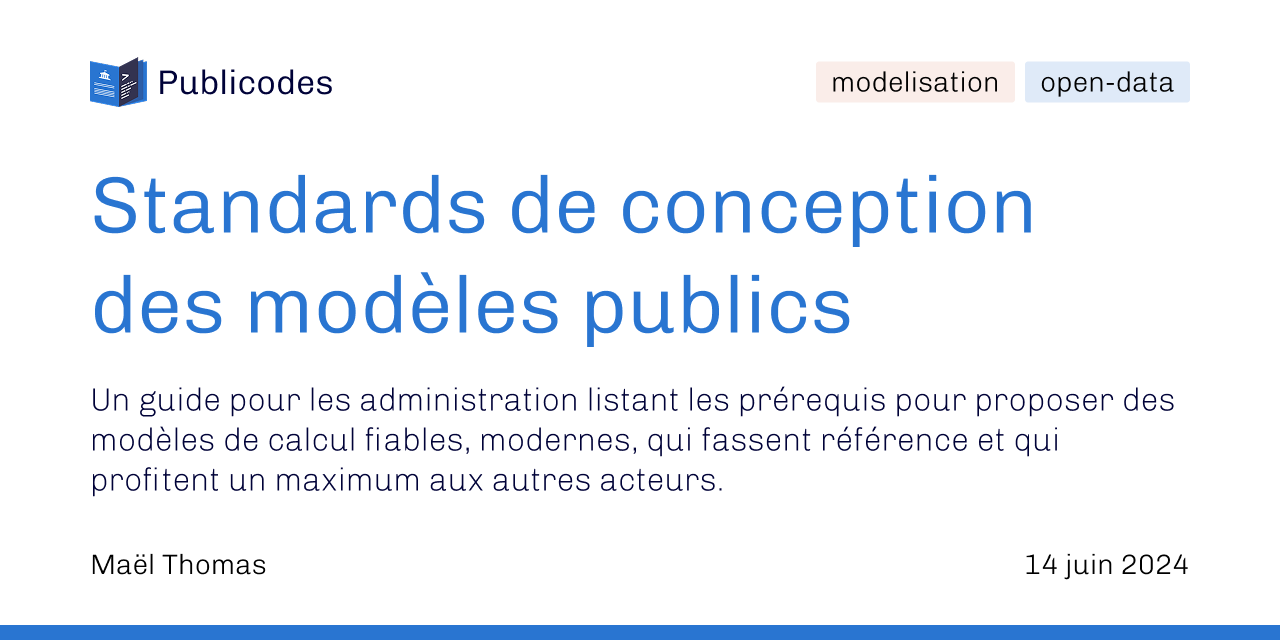 Publicodes
modelisation
open-data
Standards de conception
des modèles publics
Un guide pour les administration listant les prérequis pour proposer des
modèles de calcul fiables, modernes, qui fassent référence et qui
profitent un maximum aux autres acteurs.
Maël Thomas
14 juin 2024